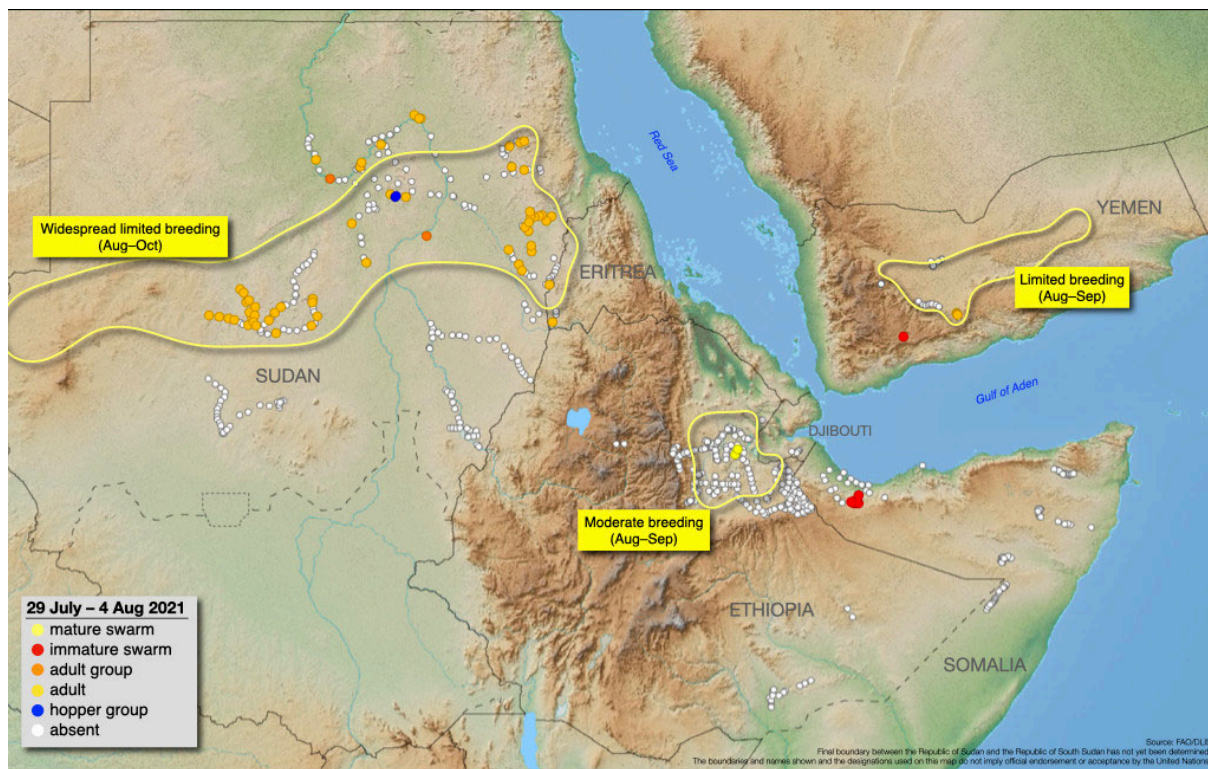 Red Sea
YEMEN
Widespread limited breeding
(Aug–Oct)
ERITREA
Limited breeding
(Aug–Sep)
SUDAN
Gulf of Aden
DJIBOUTI
Moderate breeding
(Aug–Sep)
ETHIOPIA
SOMALIA
29 July – 4 Aug 2021
mature swarm
immature swarm
adult group
adult
hopper group
absent
Source: FAO/DLIS
Final boundary between the Republic of Sudan and the Republic of South Sudan has not yet been determined
The boundaries and names shown and the designations used on this map do not imply official endorsement or acceptance by the United Nations